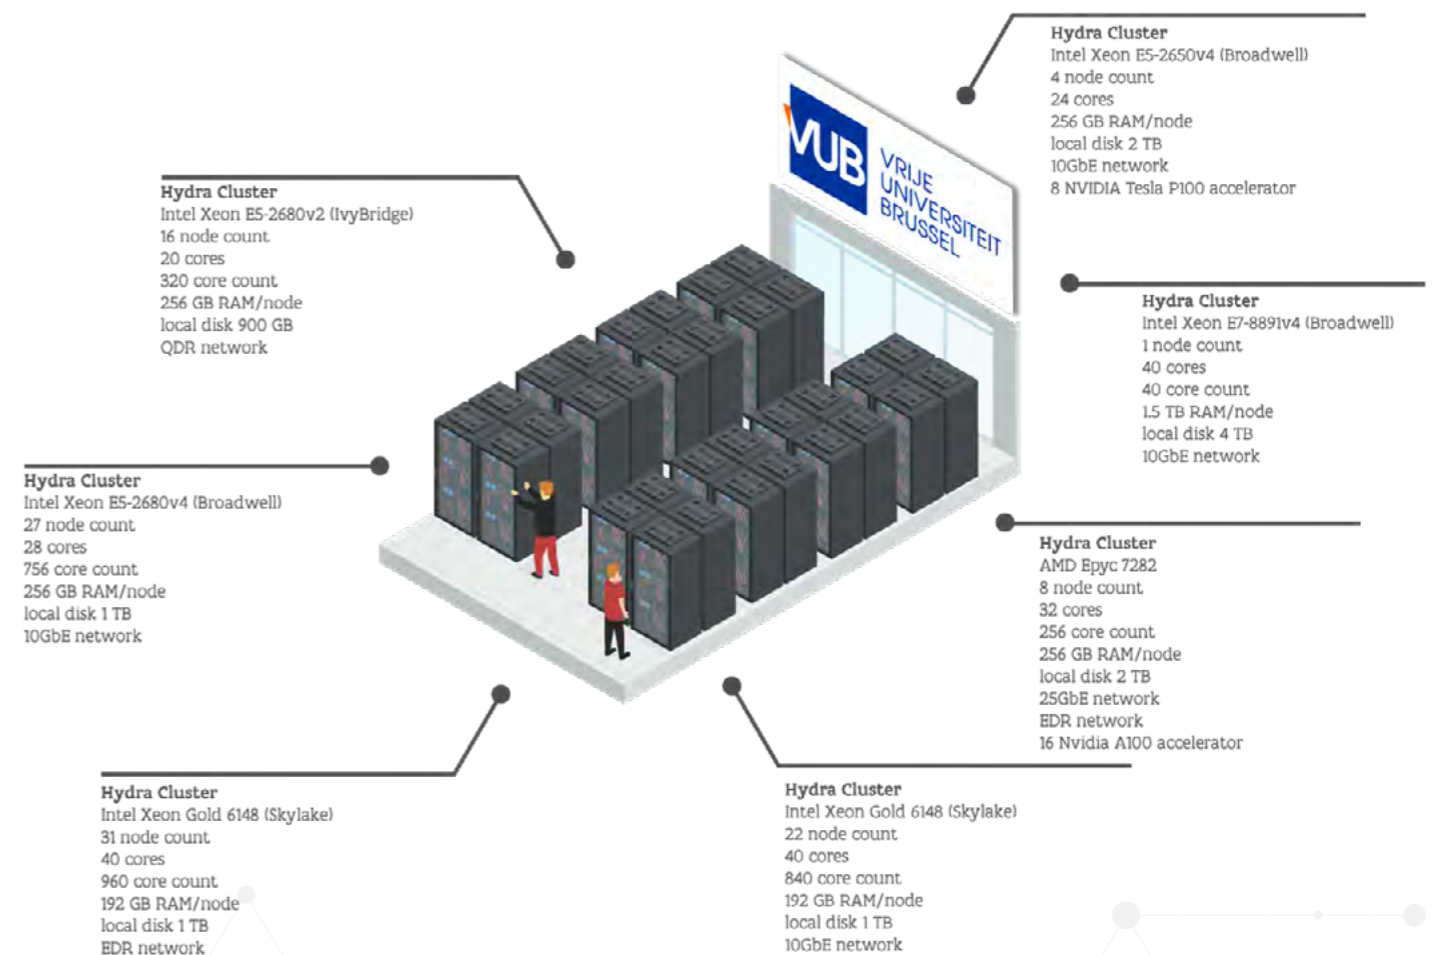 Hydra Cluster
Intel Xeon E5-2650v4 (Broadwell)
4 node count
24 cores
256 GB RAM/node
local disk 2 TB
10GbE network
8 NVIDIA Tesla P100 accelerator
VUB
VRIJE
UNIVERSITEIT
BRUSSEL
Hydra Cluster
Intel Xeon E5-2680v2 (IvyBridge)
16 node count
20 cores
320 core count
256 GB RAM/node
local disk 900 GB
QDR network
Hydra Cluster
Intel Xeon E7-8891v4 (Broadwell)
1 node count
40 cores
40 core count
1.5 TB RAM/node
local disk 4 TB
10GbE network
Hydra Cluster
Intel Xeon E5-2680v4 (Broadwell)
27 node count
28 cores
756 core count
256 GB RAM/node
local disk 1 TB
10GbE network
Hydra Cluster
AMD Epyc 7282
8 node count
32 cores
256 core count
256 GB RAM/node
local disk 2 TB
25GbE network
EDR network
16 Nvidia A100 accelerator
Hydra Cluster
Intel Xeon Gold 6148 (Skylake)
31 node count
40 cores
960 core count
192 GB RAM/node
local disk 1 TB
EDR network
Hydra Cluster
Intel Xeon Gold 6148 (Skylake)
22 node count
40 cores
840 core count
192 GB RAM/node
local disk 1 TB
10GbE network